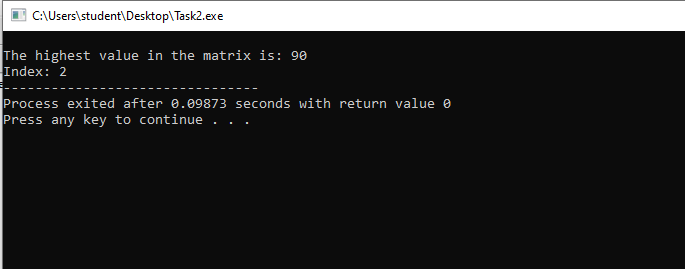 C:\Users\student\Desktop\Task2.exe
The highest value in the matrix is: 90
Index: 2
--------------------------------
Process exited after 0.09873 seconds with return value 0
Press any key to continue . . .